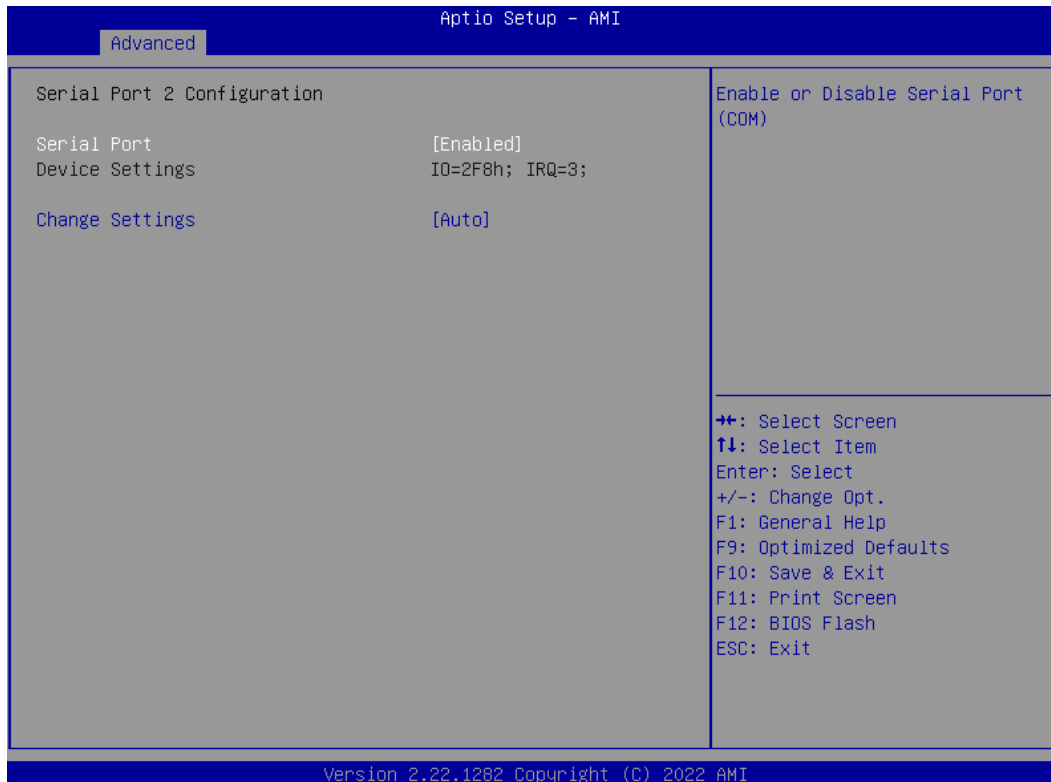 Aptio Setup – AMI
Advanced
Serial Port 2 Configuration
Serial Port [Enabled]
Device Settings IO=2F8h; IRQ=3;
Change Settings [Auto]
Enable or Disable Serial Port
(COM)
→←: Select Screen
↑↓: Select Item
Enter: Select
+/-: Change Opt.
F1: General Help
F9: Optimized Defaults
F10: Save & Exit
F11: Print Screen
F12: BIOS Flash
ESC: Exit
Version 2.22.1282 Copyright (C) 2022 AMI